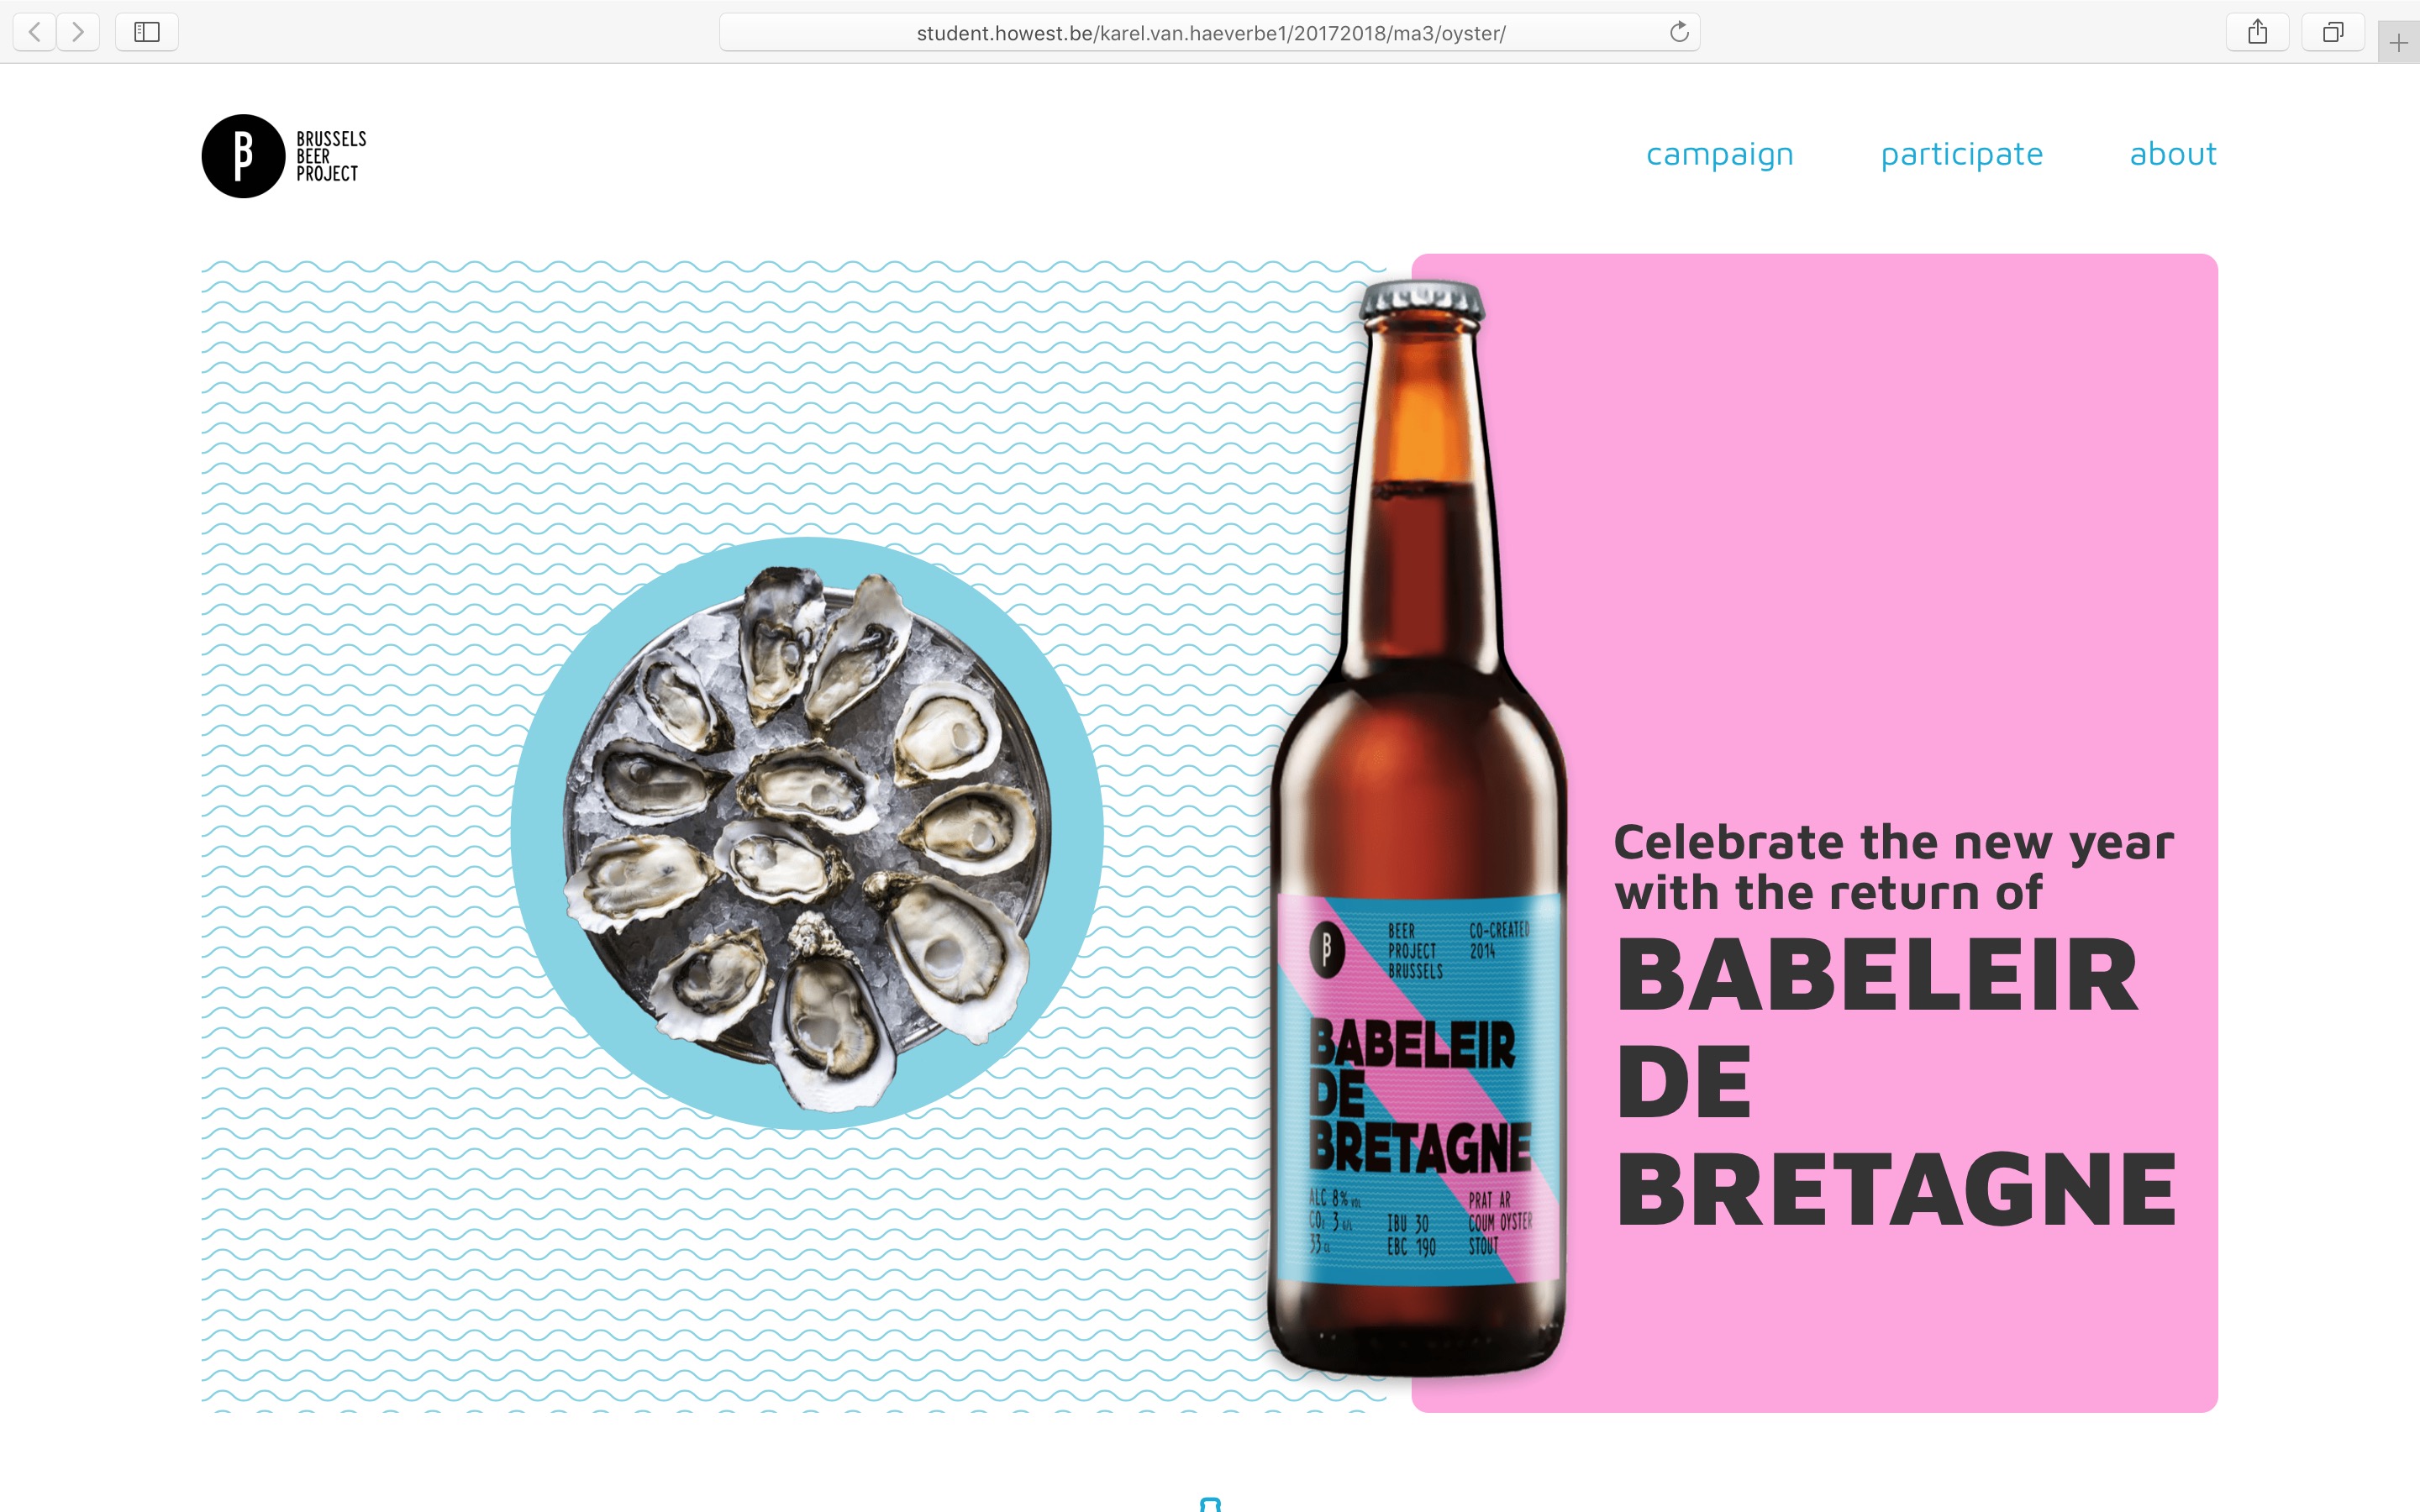 student.howest.be/karel.van.haeverbe1/20172018/ma3/oyster/
BRUSSELS
BEER
PROJECT
campaign participate about
Celebrate the new year
with the return of
BABELEIR
DE
BRETAGNE
BEER
PROJECT
BRUSSELS
CO-CREATED
2014
BABELEIR
DE
BRETAGNE
ALC 8% VOL
CO₂ 3
33 CL
IBU 30
EBC 190
PRAT AR
COUM OYSTER
STOUT